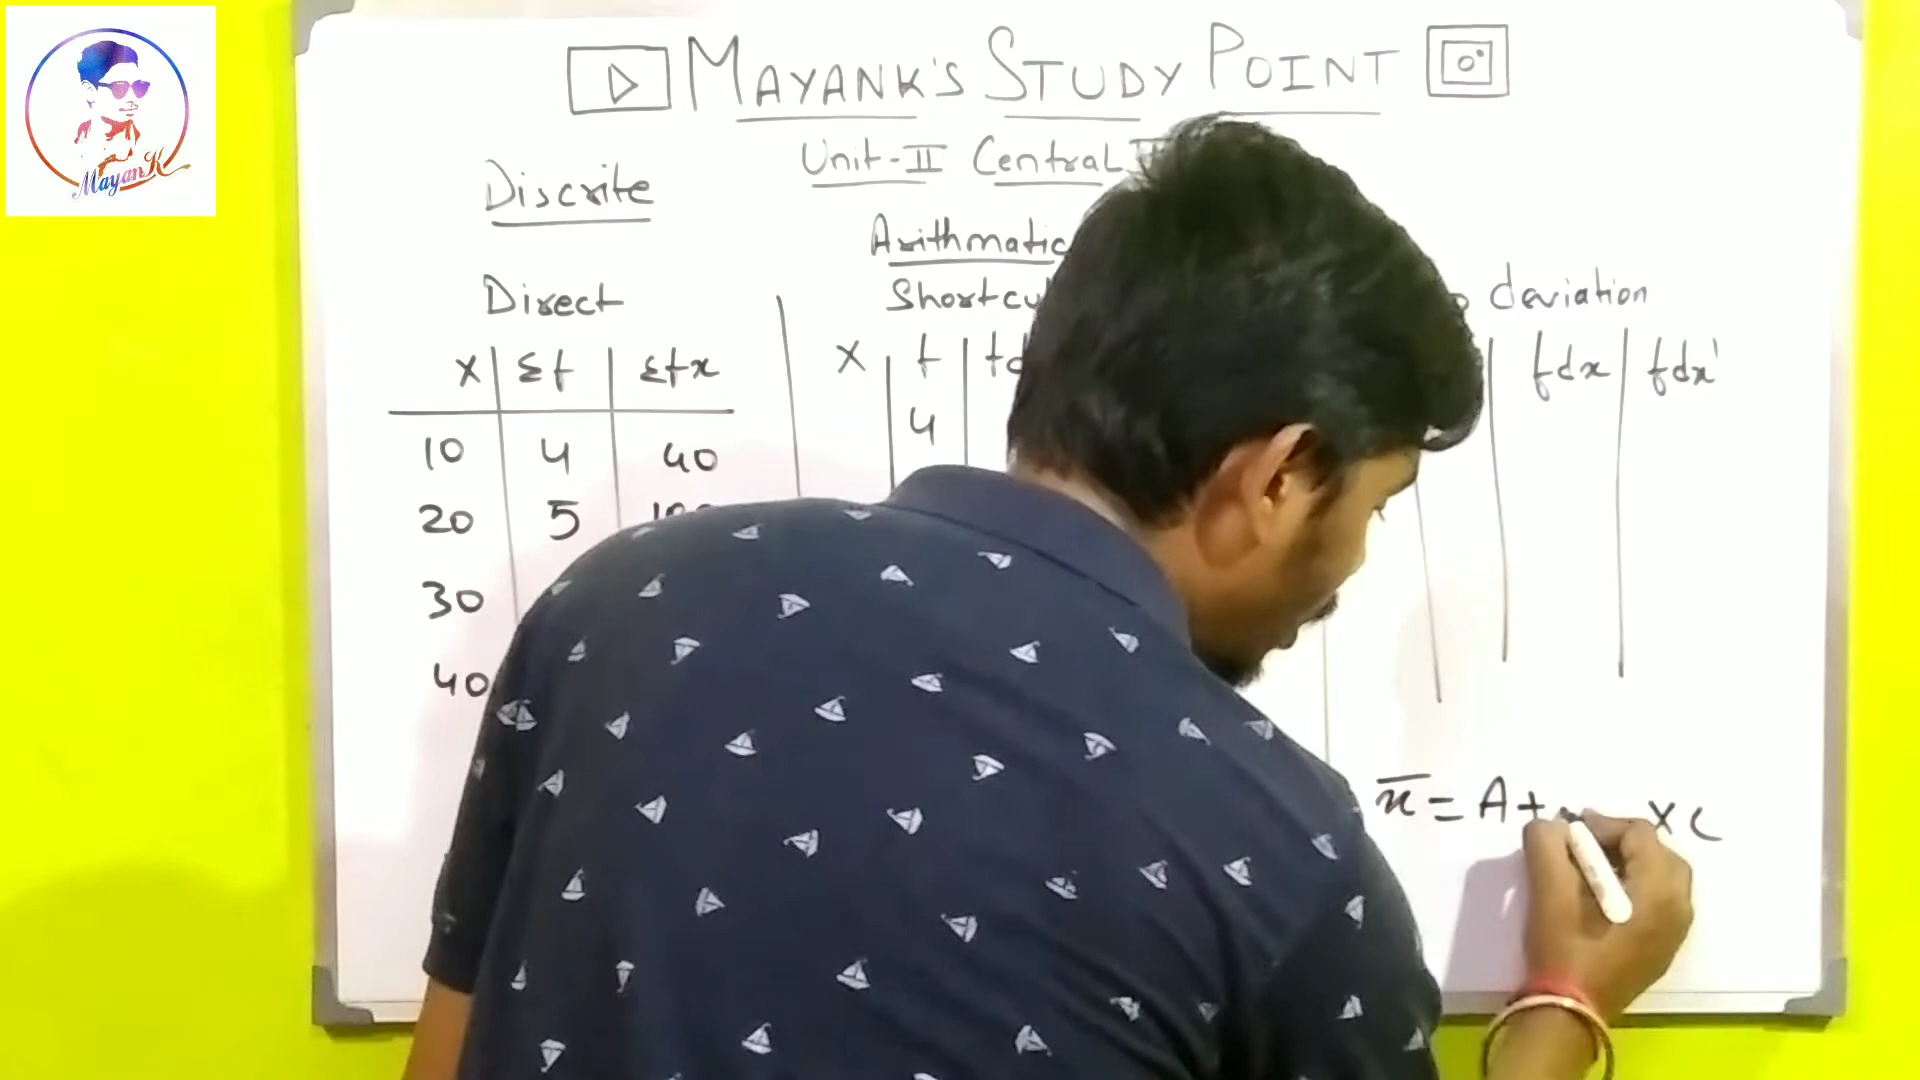 MayanK
MAYANK'S STUDY POINT
Unit-II Central
Discrite
Arithmatic
Direct
Shortcu
deviation
X Σf Σfx
X f fd
fdx fdx'
4
10 4 40
20 5
30
40
x̄ = A + x c